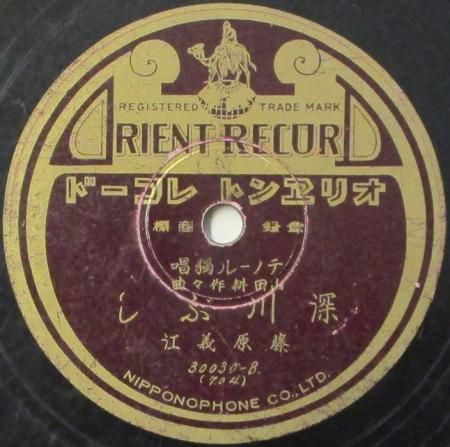 REGISTERED TRADE MARK
ORIENT RECORD
オリヱント レコード
登録 商標
テノール獨唱
山田耕作々曲
深川ぶし
藤原義江
30030-B.
(704)
NIPPONOPHONE CO., LTD.